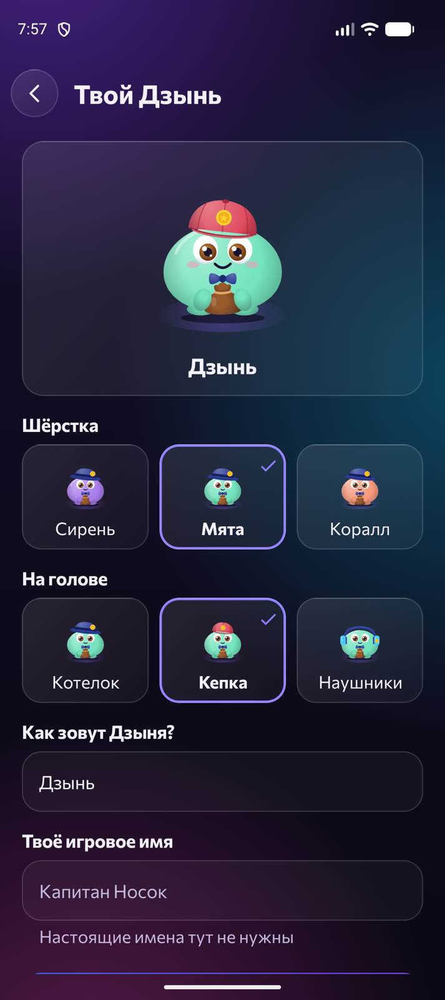 7:57
Твой Дзынь
Дзынь
Шёрстка
Сирень
Мята
Коралл
На голове
Котелок
Кепка
Наушники
Как зовут Дзыня?
Дзынь
Твоё игровое имя
Капитан Носок
Настоящие имена тут не нужны